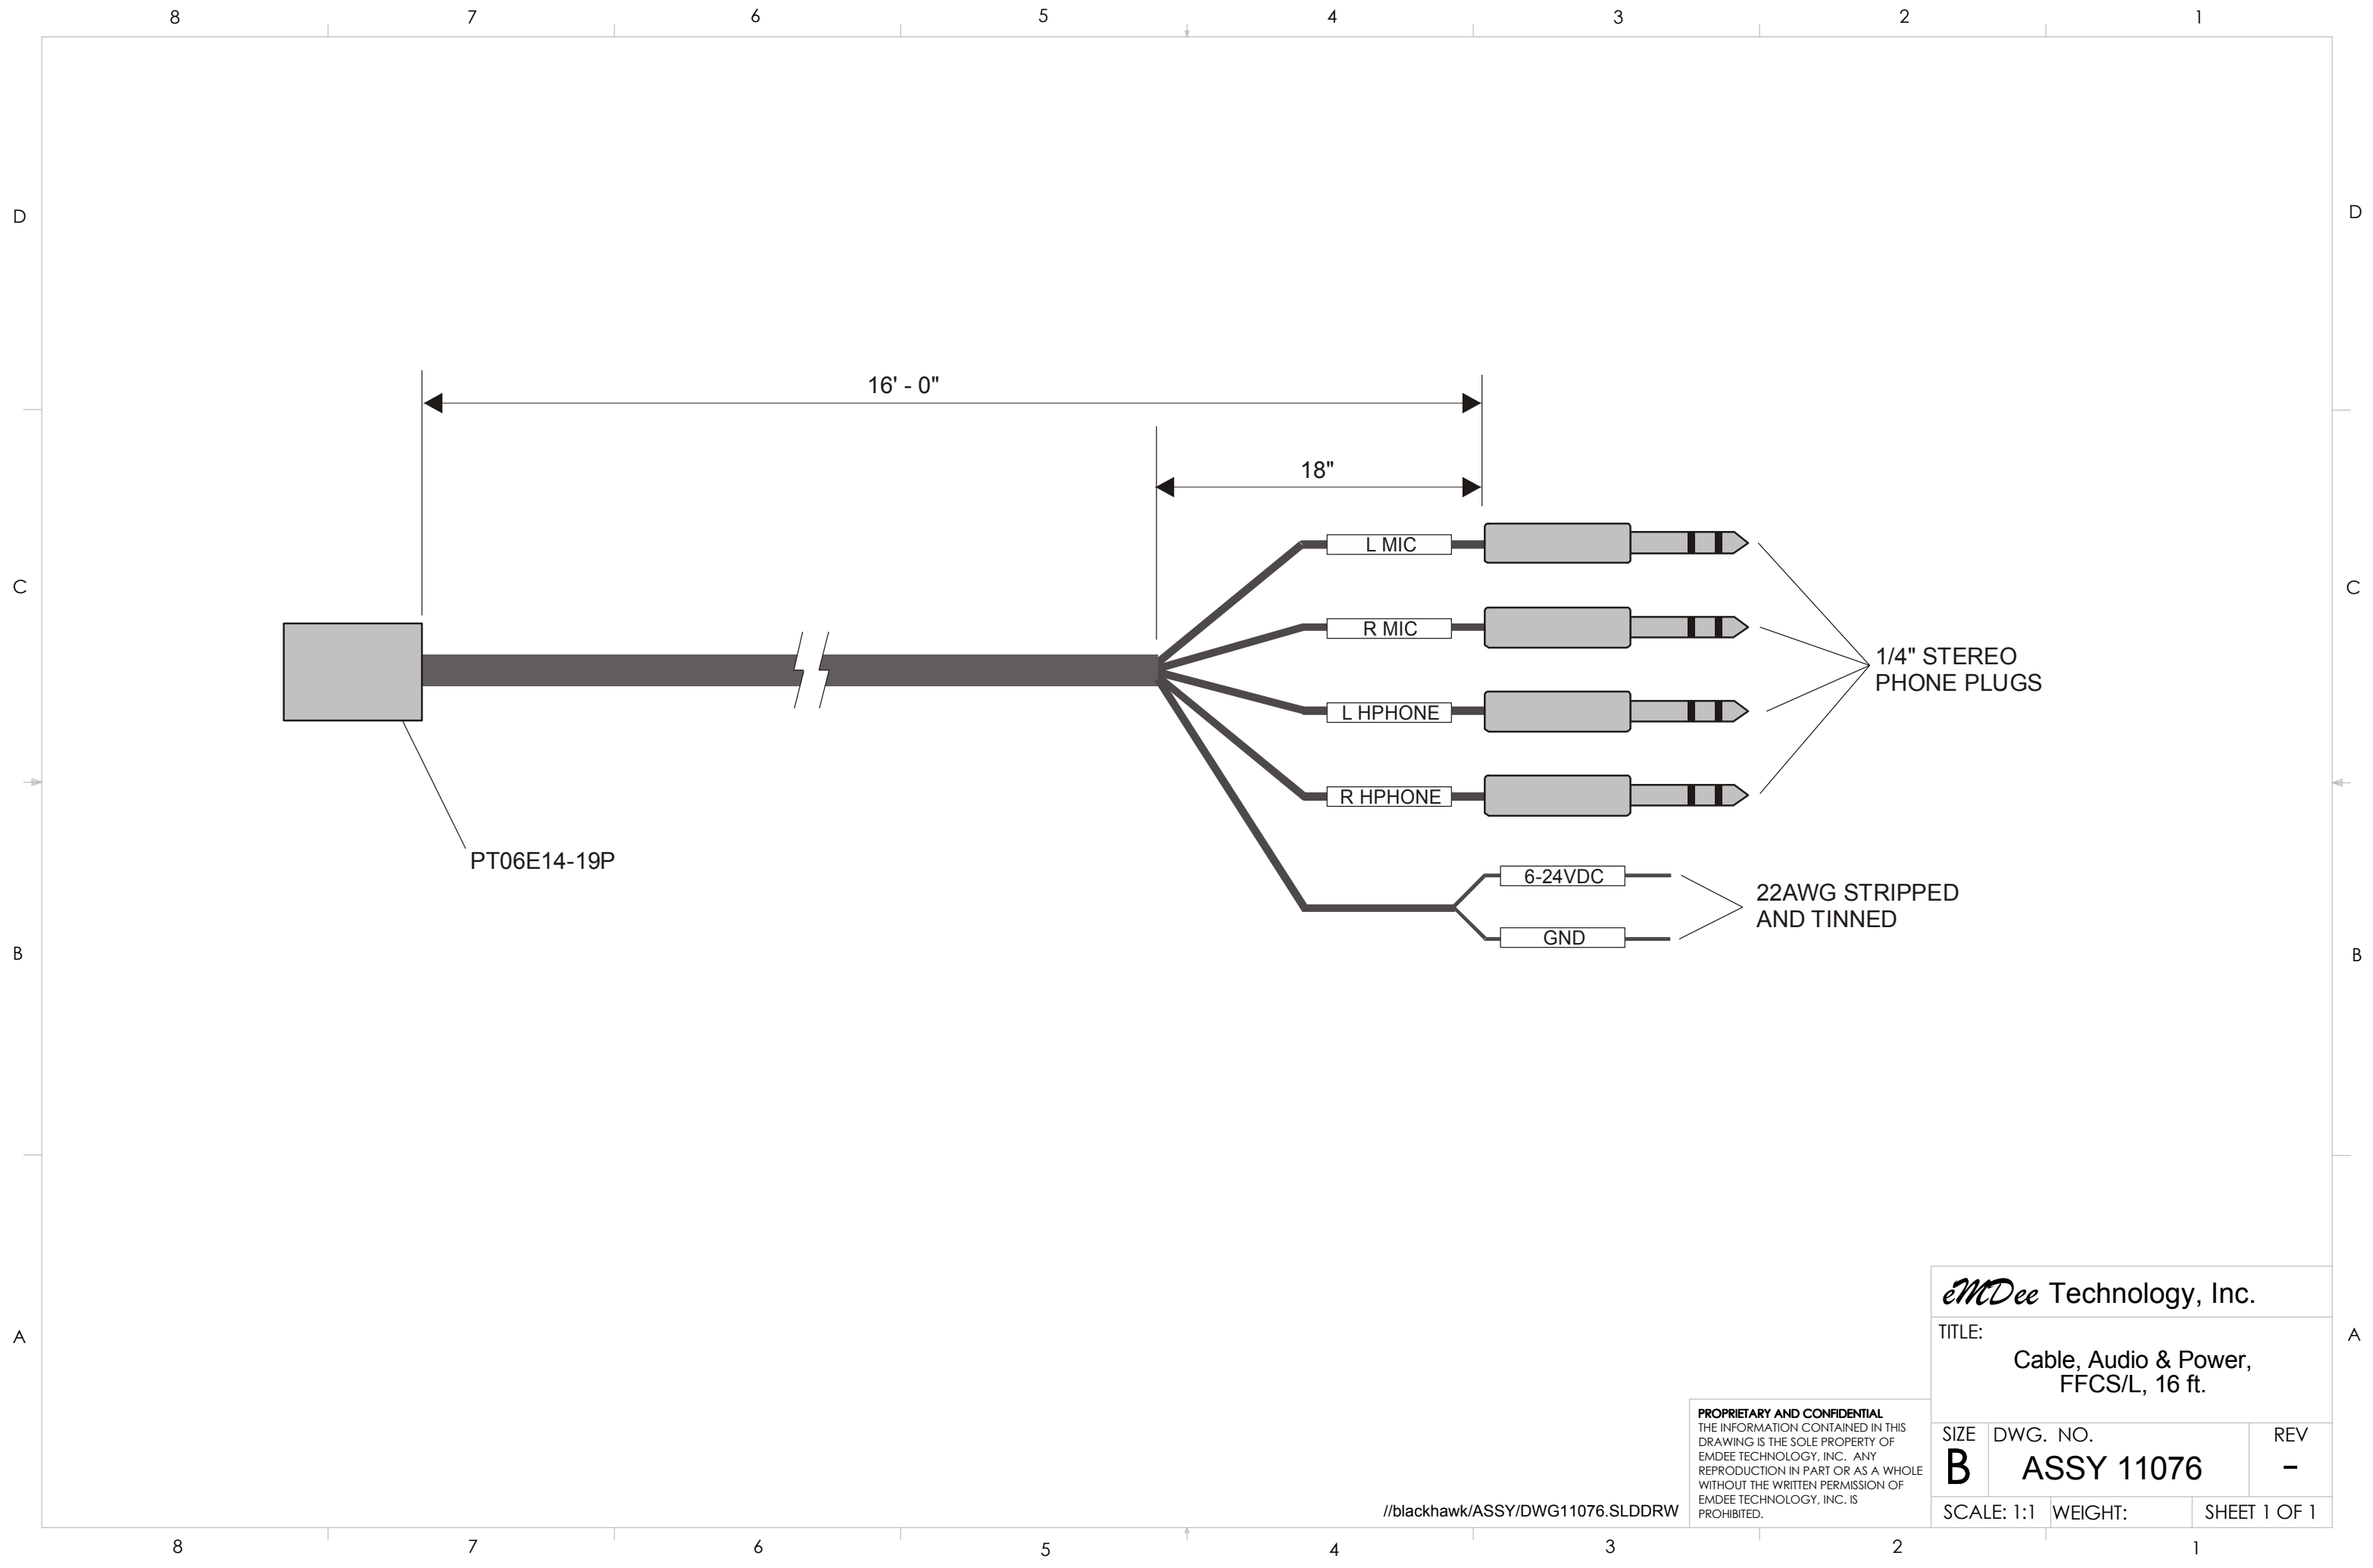 8 7 6 5 4 3 2 1
D D
16' - 0"
18"
L MIC
C C
R MIC
1/4" STEREO
PHONE PLUGS
L HPHONE
R HPHONE
PT06E14-19P
6-24VDC
22AWG STRIPPED
AND TINNED
GND
B B
eMDee Technology, Inc.
A A
TITLE:
Cable, Audio & Power,
FFCS/L, 16 ft.
PROPRIETARY AND CONFIDENTIAL
THE INFORMATION CONTAINED IN THIS
DRAWING IS THE SOLE PROPERTY OF
EMDEE TECHNOLOGY, INC. ANY
REPRODUCTION IN PART OR AS A WHOLE
WITHOUT THE WRITTEN PERMISSION OF
EMDEE TECHNOLOGY, INC. IS
PROHIBITED.
SIZE DWG. NO. REV
B ASSY 11076 -
//blackhawk/ASSY/DWG11076.SLDDRW
SCALE: 1:1 WEIGHT: SHEET 1 OF 1
8 7 6 5 4 3 2 1